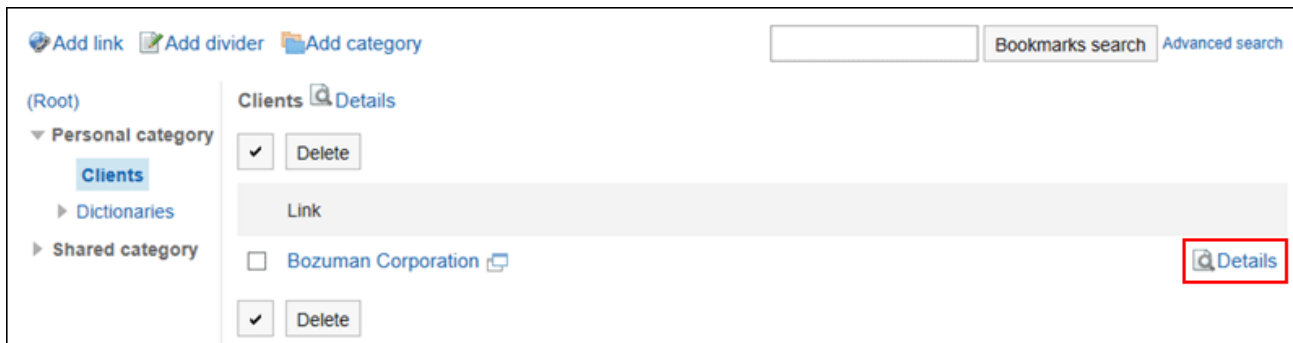 Add link Add divider Add category Bookmarks search Advanced search
(Root)
Personal category
Clients
Dictionaries
Shared category
Clients Details
Delete
Link
Bozuman Corporation Details
Delete